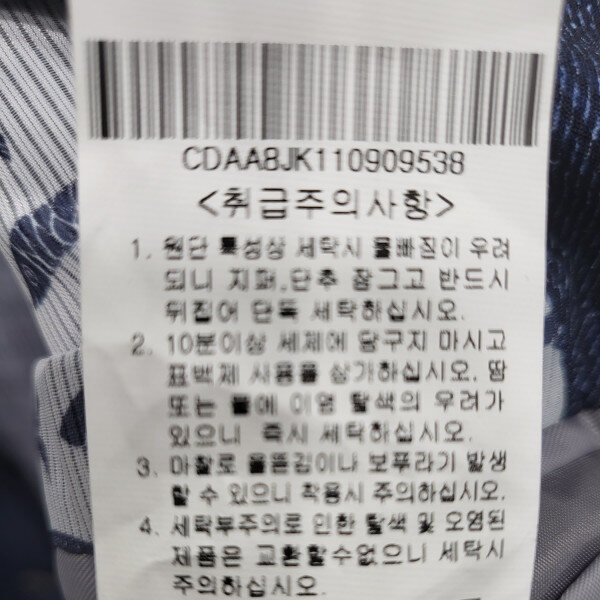 CDAA8JK110909538
<취급주의사항>
1. 원단 특성상 세탁시 물빠짐이 우려
되니 지퍼,단추 잠그고 반드시
뒤집어 단독 세탁하십시오.
2. 10분이상 세제에 담구지 마시고
표백제 사용을 삼가하십시오. 땀
또는 물에 이염 탈색의 우려가
있으니 즉시 세탁하십시오.
3. 마찰로 올뜯김이나 보푸라기 발생
할 수 있으니 착용시 주의하십시오.
4. 세탁부주의로 인한 탈색 및 오염된
제품은 교환할수없으니 세탁시
주의하십시오.